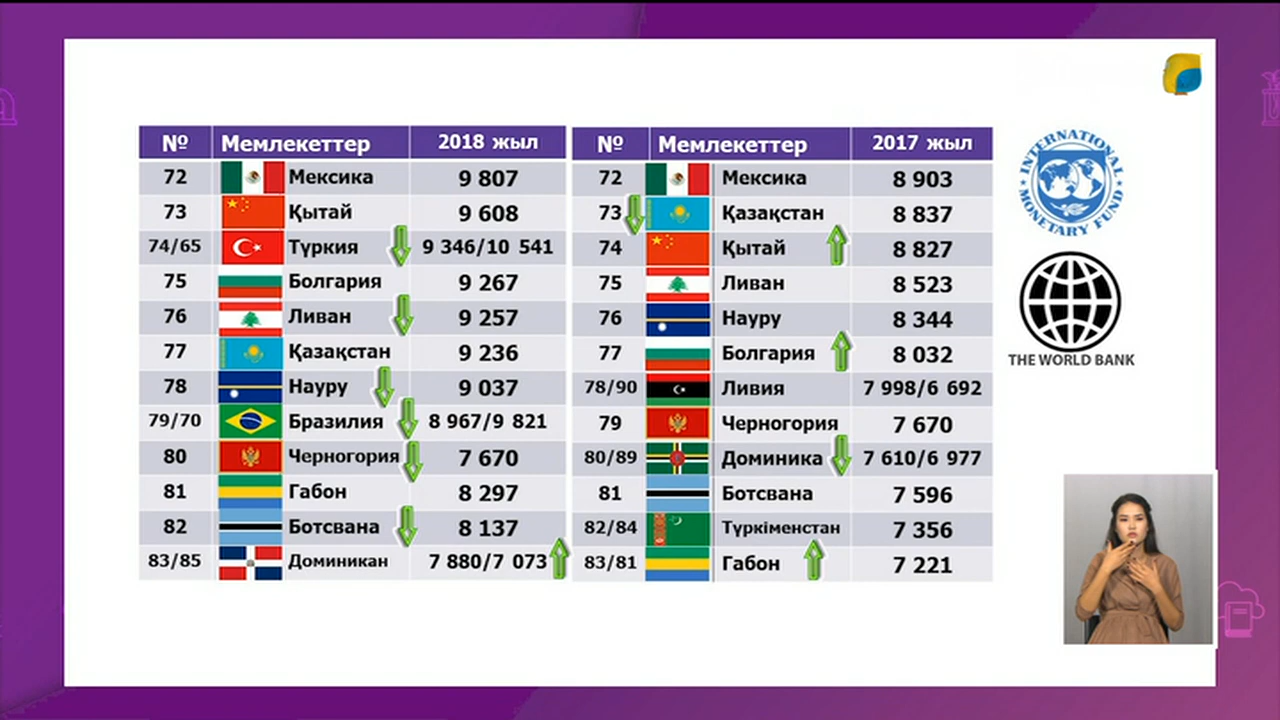 № Мемлекеттер 2018 жыл № Мемлекеттер 2017 жыл
72 Мексика 9 807 72 Мексика 8 903
73 Қытай 9 608 73 Қазақстан 8 837
74/65 Түркия 9 346/10 541 74 Қытай 8 827
75 Болгария 9 267 75 Ливан 8 523
76 Ливан 9 257 76 Науру 8 344
77 Қазақстан 9 236 77 Болгария 8 032
78 Науру 9 037 78/90 Ливия 7 998/6 692
79/70 Бразилия 8 967/9 821 79 Черногория 7 670
80 Черногория 7 670 80/89 Доминика 7 610/6 977
81 Габон 8 297 81 Ботсвана 7 596
82 Ботсвана 8 137 82/84 Түркіменстан 7 356
83/85 Доминикан 7 880/7 073 83/81 Габон 7 221
INTERNATIONAL MONETARY FUND
THE WORLD BANK